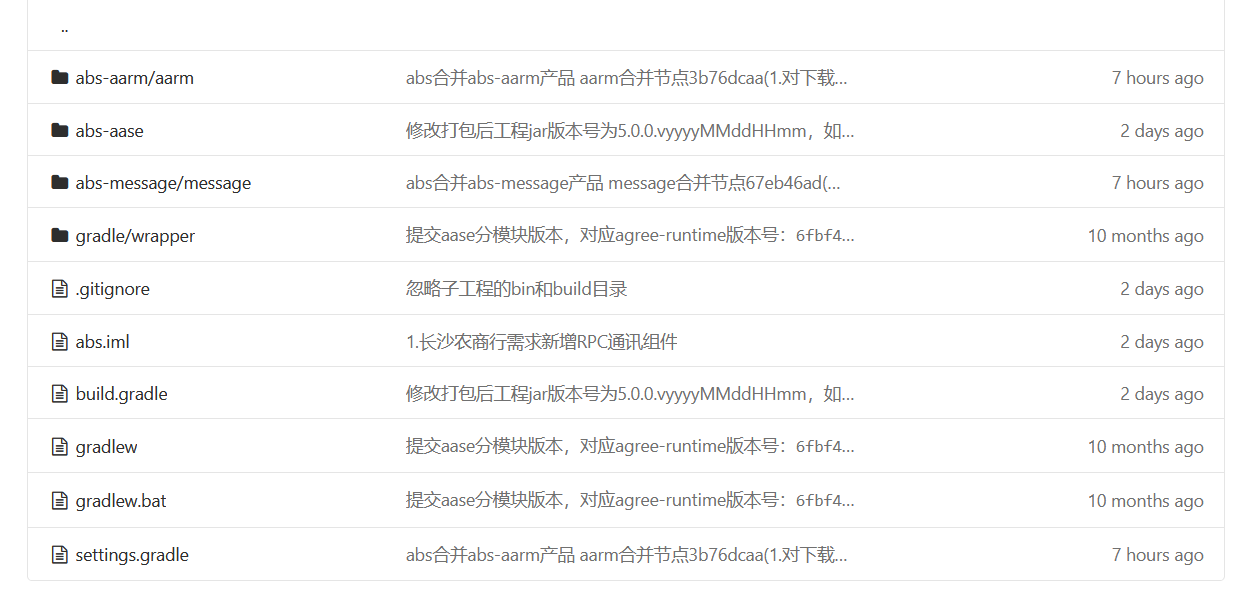 ..
abs-aarm/aarm abs合并abs-aarm产品 aarm合并节点3b76dcaa(1.对下载... 7 hours ago
abs-aase 修改打包后工程jar版本号为5.0.0.vyyyyMMddHHmm，如... 2 days ago
abs-message/message abs合并abs-message产品 message合并节点67eb46ad(... 7 hours ago
gradle/wrapper 提交aase分模块版本，对应agree-runtime版本号：6fbf4... 10 months ago
.gitignore 忽略子工程的bin和build目录 2 days ago
abs.iml 1.长沙农商行需求新增RPC通讯组件 2 days ago
build.gradle 修改打包后工程jar版本号为5.0.0.vyyyyMMddHHmm，如... 2 days ago
gradlew 提交aase分模块版本，对应agree-runtime版本号：6fbf4... 10 months ago
gradlew.bat 提交aase分模块版本，对应agree-runtime版本号：6fbf4... 10 months ago
settings.gradle abs合并abs-aarm产品 aarm合并节点3b76dcaa(1.对下载... 7 hours ago